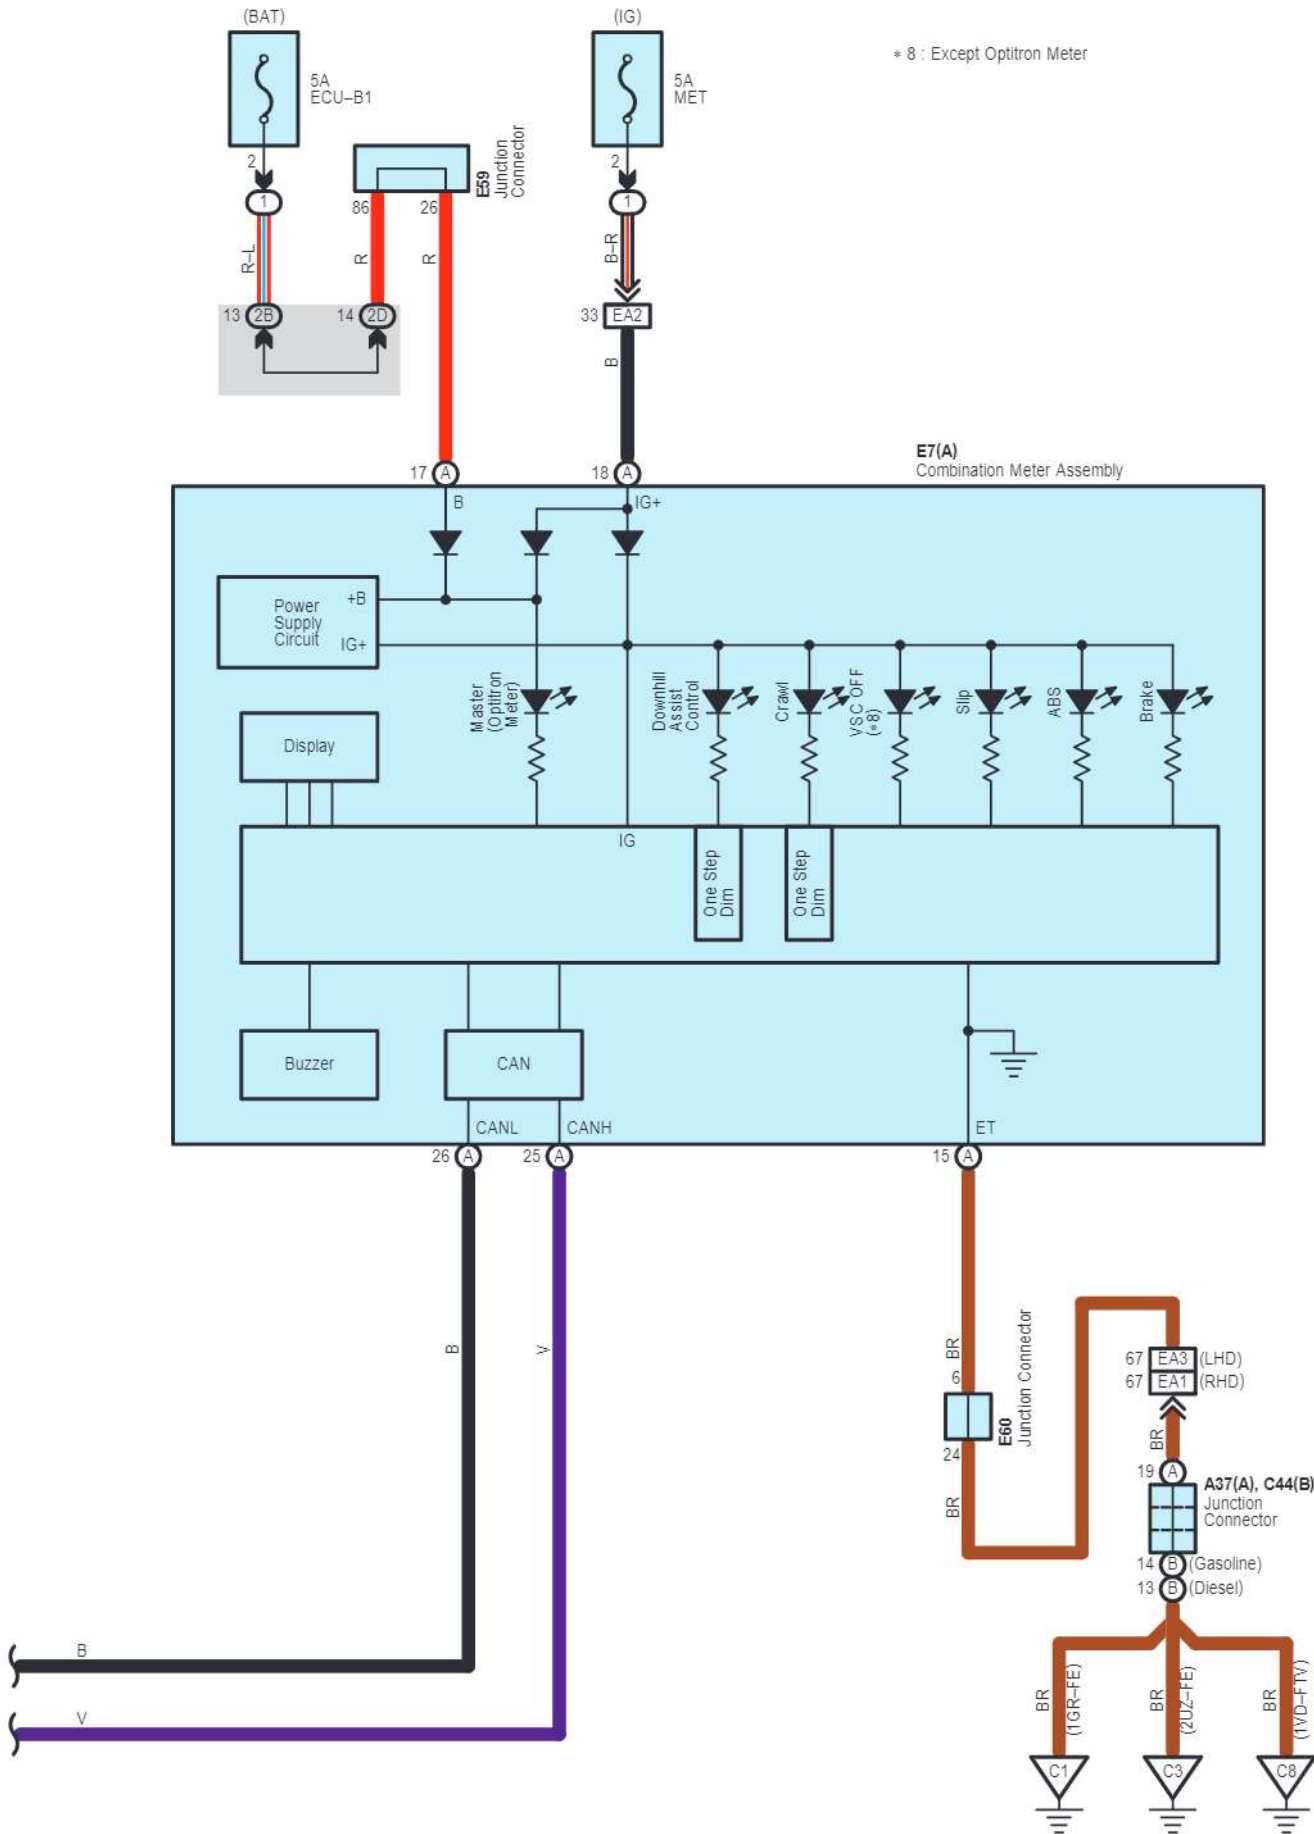 (BAT)
(IG)
∗ 8 : Except Optitron Meter
5A
ECU–B1
5A
MET
E59
Junction
Connector
2
2
1
1
86
26
R–L
R
R
B–R
13
2B
14
2D
33
EA2
B
E7(A)
Combination Meter Assembly
17
A
18
A
B
IG+
Power
Supply
Circuit
+B
IG+
Master
(Optitron
Meter)
Downhill
Assist
Control
Crawl
VSC OFF
(∗8)
Slip
ABS
Brake
Display
IG
One Step
Dim
One Step
Dim
Buzzer
CAN
CANL
CANH
ET
26
A
25
A
15
A
B
V
BR
6
E60
Junction Connector
24
BR
67
EA3
(LHD)
67
EA1
(RHD)
BR
19
A
A37(A), C44(B)
Junction
Connector
14
B
(Gasoline)
13
B
(Diesel)
B
V
BR
(1GR–FE)
BR
(2UZ–FE)
BR
(1VD–FTV)
C1
C3
C8